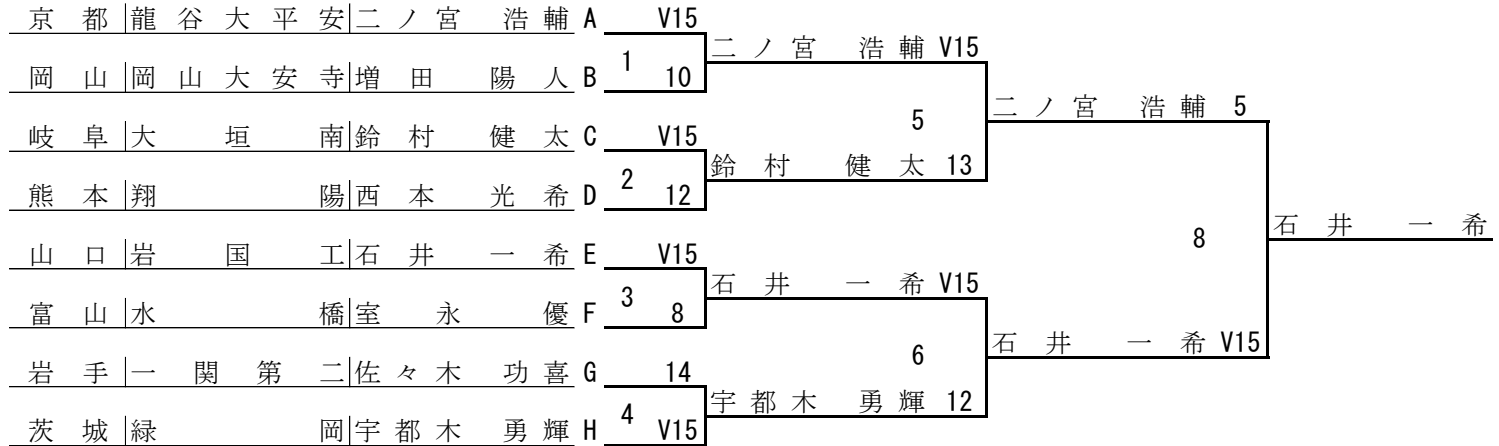 京都 龍谷大平安 二ノ宮 浩輔 A V15
二ノ宮 浩輔 V15
1
岡山 岡山大安寺 増田 陽人 B 10
二ノ宮 浩輔 5
5
岐阜 大垣南 鈴村 健太 C V15
鈴村 健太 13
2
熊本 翔陽 西本 光希 D 12
8
石井 一希
山口 岩国工 石井 一希 E V15
石井 一希 V15
3
富山 水橋 室永 優 F 8
石井 一希 V15
6
岩手 一関第二 佐々木 功喜 G 14
宇都木 勇輝 12
4
茨城 緑岡 宇都木 勇輝 H V15